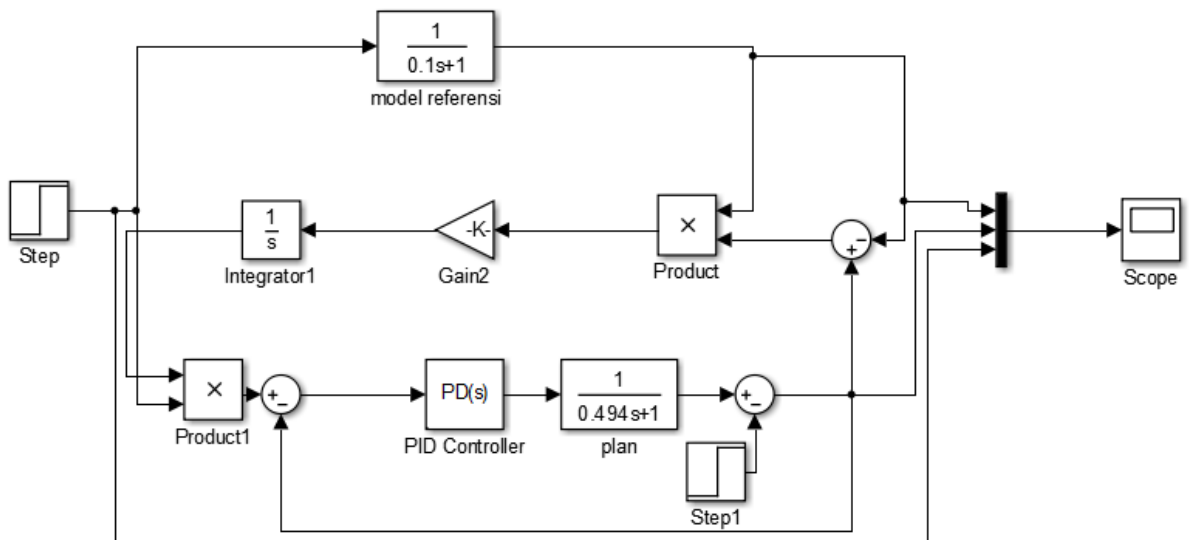 1
0.1s+1
model referensi
Step
1
s
Integrator1
-K-
Gain2
×
Product
−
+
Scope
×
Product1
+
−
PD(s)
PID Controller
1
0.494s+1
plan
+
−
Step1